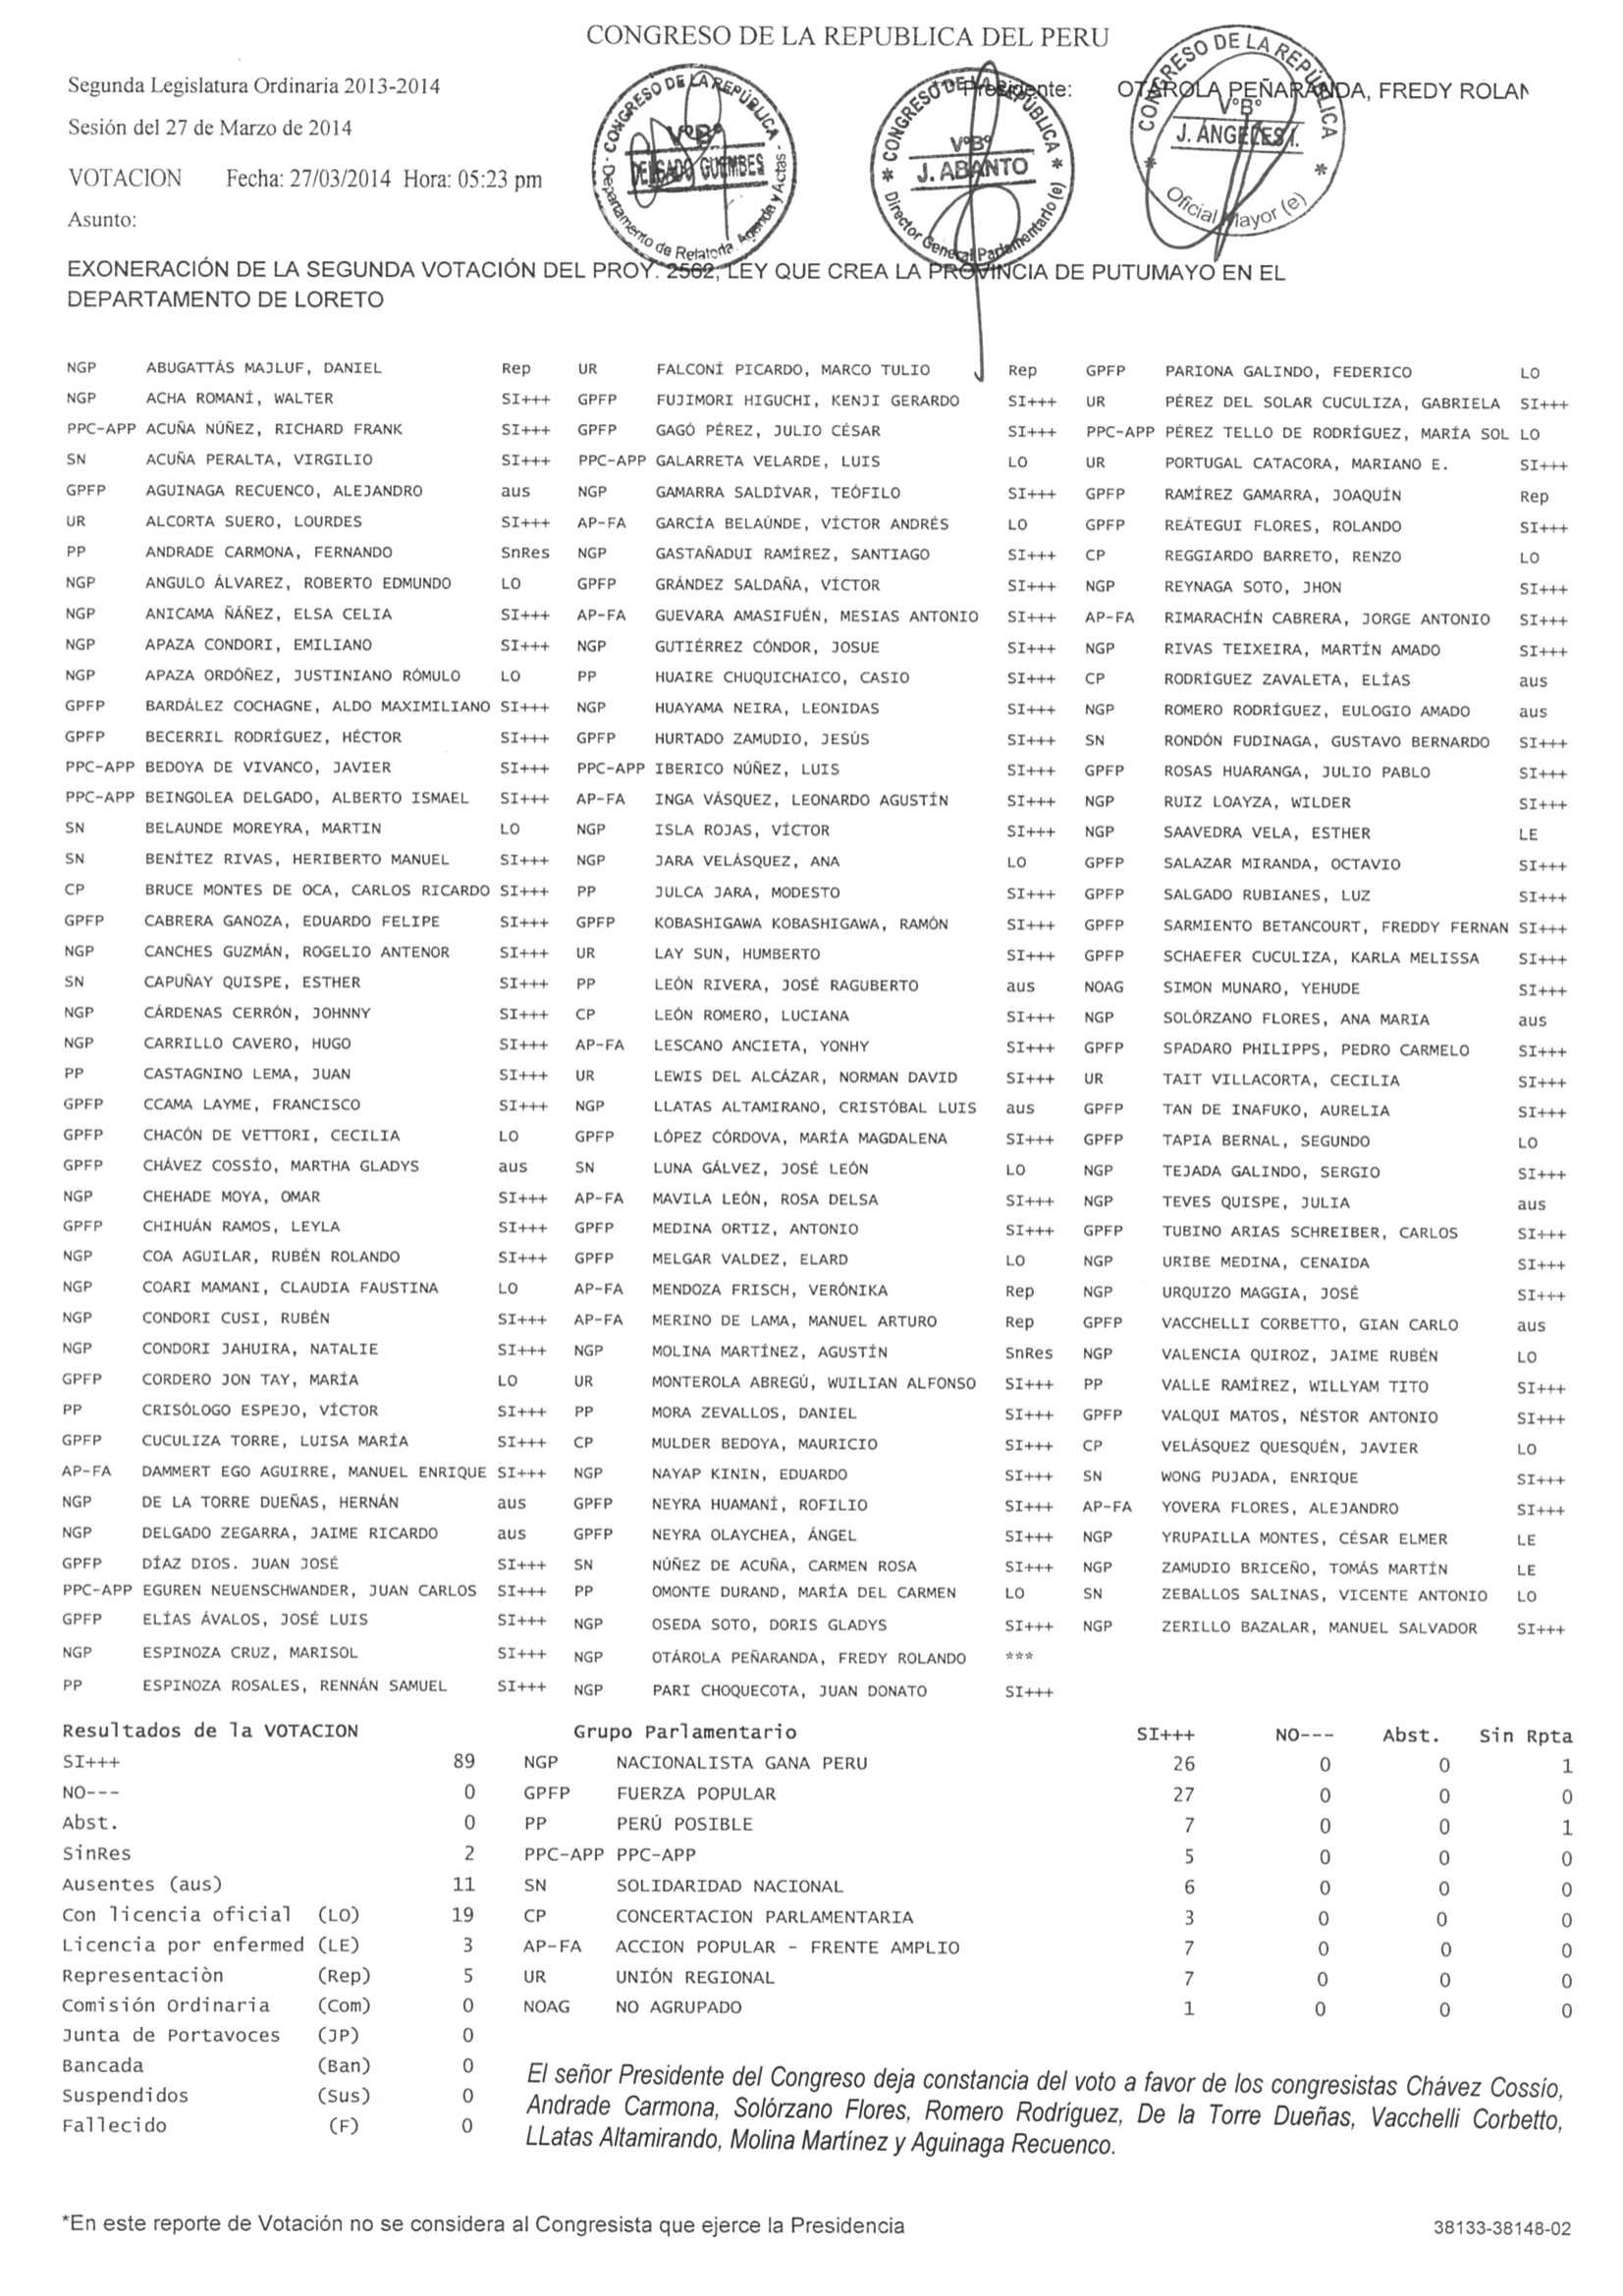 CONGRESO DE LA REPUBLICA DEL PERU
Segunda Legislatura Ordinaria 2013-2014
Presidente: OTÁROLA PEÑARANDA, FREDY ROLAN
Sesión del 27 de Marzo de 2014
VOTACION Fecha: 27/03/2014 Hora: 05:23 pm
Asunto:
CONGRESO DE LA REPÚBLICA - Departamento de Relatoria, Agenda y Actas -
V°B°
DELGADO GUEMBES
CONGRESO DE LA REPÚBLICA * Director General Parlamentario (e) *
V°B°
J. ABANTO
CONGRESO DE LA REPÚBLICA * Oficial Mayor (e) *
V°B°
J. ÁNGELES I.
EXONERACIÓN DE LA SEGUNDA VOTACIÓN DEL PROY. 2562, LEY QUE CREA LA PROVINCIA DE PUTUMAYO EN EL
DEPARTAMENTO DE LORETO
NGP ABUGATTÁS MAJLUF, DANIEL Rep UR FALCONÍ PICARDO, MARCO TULIO Rep GPFP PARIONA GALINDO, FEDERICO LO
NGP ACHA ROMANÍ, WALTER SI+++ GPFP FUJIMORI HIGUCHI, KENJI GERARDO SI+++ UR PÉREZ DEL SOLAR CUCULIZA, GABRIELA SI+++
PPC-APP ACUÑA NÚÑEZ, RICHARD FRANK SI+++ GPFP GAGÓ PÉREZ, JULIO CÉSAR SI+++ PPC-APP PÉREZ TELLO DE RODRÍGUEZ, MARÍA SOL LO
SN ACUÑA PERALTA, VIRGILIO SI+++ PPC-APP GALARRETA VELARDE, LUIS LO UR PORTUGAL CATACORA, MARIANO E. SI+++
GPFP AGUINAGA RECUENCO, ALEJANDRO aus NGP GAMARRA SALDÍVAR, TEÓFILO SI+++ GPFP RAMÍREZ GAMARRA, JOAQUÍN Rep
UR ALCORTA SUERO, LOURDES SI+++ AP-FA GARCÍA BELAÚNDE, VÍCTOR ANDRÉS LO GPFP REÁTEGUI FLORES, ROLANDO SI+++
PP ANDRADE CARMONA, FERNANDO SnRes NGP GASTAÑADUI RAMÍREZ, SANTIAGO SI+++ CP REGGIARDO BARRETO, RENZO LO
NGP ANGULO ÁLVAREZ, ROBERTO EDMUNDO LO GPFP GRÁNDEZ SALDAÑA, VÍCTOR SI+++ NGP REYNAGA SOTO, JHON SI+++
NGP ANICAMA ÑÁÑEZ, ELSA CELIA SI+++ AP-FA GUEVARA AMASIFUÉN, MESIAS ANTONIO SI+++ AP-FA RIMARACHÍN CABRERA, JORGE ANTONIO SI+++
NGP APAZA CONDORI, EMILIANO SI+++ NGP GUTIÉRREZ CÓNDOR, JOSUE SI+++ NGP RIVAS TEIXEIRA, MARTÍN AMADO SI+++
NGP APAZA ORDÓÑEZ, JUSTINIANO RÓMULO LO PP HUAIRE CHUQUICHAICO, CASIO SI+++ CP RODRÍGUEZ ZAVALETA, ELÍAS aus
GPFP BARDÁLEZ COCHAGNE, ALDO MAXIMILIANO SI+++ NGP HUAYAMA NEIRA, LEONIDAS SI+++ NGP ROMERO RODRÍGUEZ, EULOGIO AMADO aus
GPFP BECERRIL RODRÍGUEZ, HÉCTOR SI+++ GPFP HURTADO ZAMUDIO, JESÚS SI+++ SN RONDÓN FUDINAGA, GUSTAVO BERNARDO SI+++
PPC-APP BEDOYA DE VIVANCO, JAVIER SI+++ PPC-APP IBERICO NÚÑEZ, LUIS SI+++ GPFP ROSAS HUARANGA, JULIO PABLO SI+++
PPC-APP BEINGOLEA DELGADO, ALBERTO ISMAEL SI+++ AP-FA INGA VÁSQUEZ, LEONARDO AGUSTÍN SI+++ NGP RUIZ LOAYZA, WILDER SI+++
SN BELAUNDE MOREYRA, MARTIN LO NGP ISLA ROJAS, VÍCTOR SI+++ NGP SAAVEDRA VELA, ESTHER LE
SN BENÍTEZ RIVAS, HERIBERTO MANUEL SI+++ NGP JARA VELÁSQUEZ, ANA LO GPFP SALAZAR MIRANDA, OCTAVIO SI+++
CP BRUCE MONTES DE OCA, CARLOS RICARDO SI+++ PP JULCA JARA, MODESTO SI+++ GPFP SALGADO RUBIANES, LUZ SI+++
GPFP CABRERA GANOZA, EDUARDO FELIPE SI+++ GPFP KOBASHIGAWA KOBASHIGAWA, RAMÓN SI+++ GPFP SARMIENTO BETANCOURT, FREDDY FERNAN SI+++
NGP CANCHES GUZMÁN, ROGELIO ANTENOR SI+++ UR LAY SUN, HUMBERTO SI+++ GPFP SCHAEFER CUCULIZA, KARLA MELISSA SI+++
SN CAPUÑAY QUISPE, ESTHER SI+++ PP LEÓN RIVERA, JOSÉ RAGUBERTO aus NOAG SIMON MUNARO, YEHUDE SI+++
NGP CÁRDENAS CERRÓN, JOHNNY SI+++ CP LEÓN ROMERO, LUCIANA SI+++ NGP SOLÓRZANO FLORES, ANA MARIA aus
NGP CARRILLO CAVERO, HUGO SI+++ AP-FA LESCANO ANCIETA, YONHY SI+++ GPFP SPADARO PHILIPPS, PEDRO CARMELO SI+++
PP CASTAGNINO LEMA, JUAN SI+++ UR LEWIS DEL ALCÁZAR, NORMAN DAVID SI+++ UR TAIT VILLACORTA, CECILIA SI+++
GPFP CCAMA LAYME, FRANCISCO SI+++ NGP LLATAS ALTAMIRANO, CRISTÓBAL LUIS aus GPFP TAN DE INAFUKO, AURELIA SI+++
GPFP CHACÓN DE VETTORI, CECILIA LO GPFP LÓPEZ CÓRDOVA, MARÍA MAGDALENA SI+++ GPFP TAPIA BERNAL, SEGUNDO LO
GPFP CHÁVEZ COSSÍO, MARTHA GLADYS aus SN LUNA GÁLVEZ, JOSÉ LEÓN LO NGP TEJADA GALINDO, SERGIO SI+++
NGP CHEHADE MOYA, OMAR SI+++ AP-FA MAVILA LEÓN, ROSA DELSA SI+++ NGP TEVES QUISPE, JULIA aus
GPFP CHIHUÁN RAMOS, LEYLA SI+++ GPFP MEDINA ORTIZ, ANTONIO SI+++ GPFP TUBINO ARIAS SCHREIBER, CARLOS SI+++
NGP COA AGUILAR, RUBÉN ROLANDO SI+++ GPFP MELGAR VALDEZ, ELARD LO NGP URIBE MEDINA, CENAIDA SI+++
NGP COARI MAMANI, CLAUDIA FAUSTINA LO AP-FA MENDOZA FRISCH, VERÓNIKA Rep NGP URQUIZO MAGGIA, JOSÉ SI+++
NGP CONDORI CUSI, RUBÉN SI+++ AP-FA MERINO DE LAMA, MANUEL ARTURO Rep GPFP VACCHELLI CORBETTO, GIAN CARLO aus
NGP CONDORI JAHUIRA, NATALIE SI+++ NGP MOLINA MARTÍNEZ, AGUSTÍN SnRes NGP VALENCIA QUIROZ, JAIME RUBÉN LO
GPFP CORDERO JON TAY, MARÍA LO UR MONTEROLA ABREGÚ, WUILIAN ALFONSO SI+++ PP VALLE RAMÍREZ, WILLYAM TITO SI+++
PP CRISÓLOGO ESPEJO, VÍCTOR SI+++ PP MORA ZEVALLOS, DANIEL SI+++ GPFP VALQUI MATOS, NÉSTOR ANTONIO SI+++
GPFP CUCULIZA TORRE, LUISA MARÍA SI+++ CP MULDER BEDOYA, MAURICIO SI+++ CP VELÁSQUEZ QUESQUÉN, JAVIER LO
AP-FA DAMMERT EGO AGUIRRE, MANUEL ENRIQUE SI+++ NGP NAYAP KININ, EDUARDO SI+++ SN WONG PUJADA, ENRIQUE SI+++
NGP DE LA TORRE DUEÑAS, HERNÁN aus GPFP NEYRA HUAMANÍ, ROFILIO SI+++ AP-FA YOVERA FLORES, ALEJANDRO SI+++
NGP DELGADO ZEGARRA, JAIME RICARDO aus GPFP NEYRA OLAYCHEA, ÁNGEL SI+++ NGP YRUPAILLA MONTES, CÉSAR ELMER LE
GPFP DÍAZ DIOS. JUAN JOSÉ SI+++ SN NÚÑEZ DE ACUÑA, CARMEN ROSA SI+++ NGP ZAMUDIO BRICEÑO, TOMÁS MARTÍN LE
PPC-APP EGUREN NEUENSCHWANDER, JUAN CARLOS SI+++ PP OMONTE DURAND, MARÍA DEL CARMEN LO SN ZEBALLOS SALINAS, VICENTE ANTONIO LO
GPFP ELÍAS ÁVALOS, JOSÉ LUIS SI+++ NGP OSEDA SOTO, DORIS GLADYS SI+++ NGP ZERILLO BAZALAR, MANUEL SALVADOR SI+++
NGP ESPINOZA CRUZ, MARISOL SI+++ NGP OTÁROLA PEÑARANDA, FREDY ROLANDO ***
PP ESPINOZA ROSALES, RENNÁN SAMUEL SI+++ NGP PARI CHOQUECOTA, JUAN DONATO SI+++
Resultados de la VOTACION Grupo Parlamentario SI+++ NO--- Abst. Sin Rpta
SI+++ 89 NGP NACIONALISTA GANA PERU 26 0 0 1
NO--- 0 GPFP FUERZA POPULAR 27 0 0 0
Abst. 0 PP PERÚ POSIBLE 7 0 0 1
SinRes 2 PPC-APP PPC-APP 5 0 0 0
Ausentes (aus) 11 SN SOLIDARIDAD NACIONAL 6 0 0 0
Con licencia oficial (LO) 19 CP CONCERTACION PARLAMENTARIA 3 0 0 0
Licencia por enfermed (LE) 3 AP-FA ACCION POPULAR - FRENTE AMPLIO 7 0 0 0
Representaciòn (Rep) 5 UR UNIÓN REGIONAL 7 0 0 0
Comisión Ordinaria (Com) 0 NOAG NO AGRUPADO 1 0 0 0
Junta de Portavoces (JP) 0
Bancada (Ban) 0
Suspendidos (Sus) 0
Fallecido (F) 0
El señor Presidente del Congreso deja constancia del voto a favor de los congresistas Chávez Cossío,
Andrade Carmona, Solórzano Flores, Romero Rodríguez, De la Torre Dueñas, Vacchelli Corbetto,
LLatas Altamirando, Molina Martínez y Aguinaga Recuenco.
*En este reporte de Votación no se considera al Congresista que ejerce la Presidencia
38133-38148-02